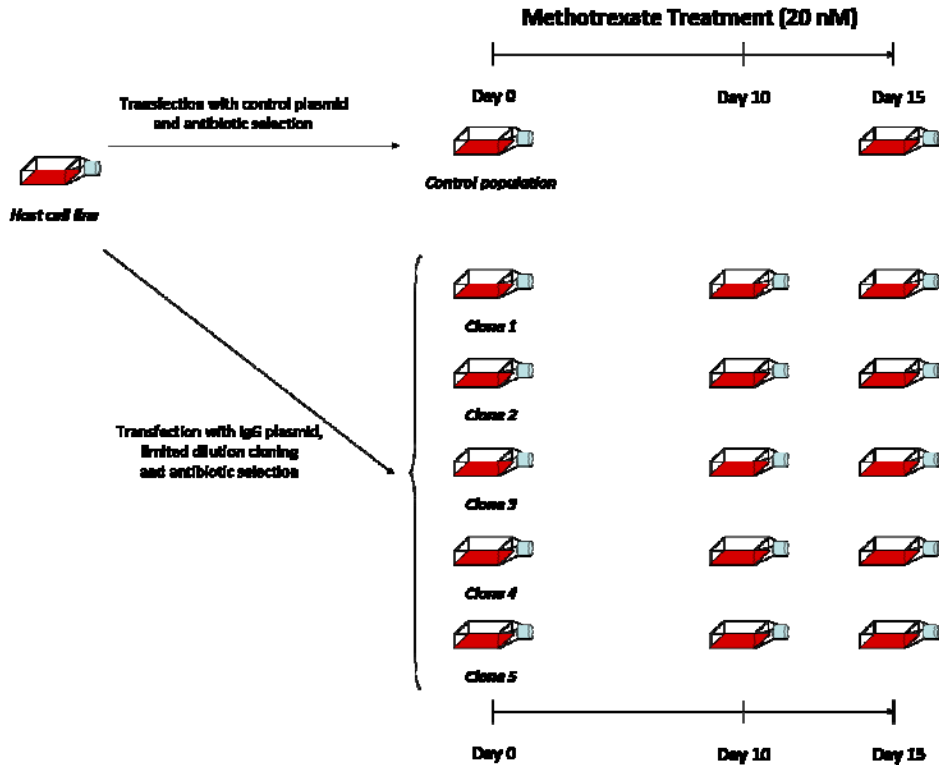 Methotrexate Treatment (20 nM)
Day 0
Day 10
Day 15
Transfection with control plasmid
and antibiotic selection
Control population
Host cell line
Clone 1
Clone 2
Transfection with IgG plasmid,
limited dilution cloning
and antibiotic selection
Clone 3
Clone 4
Clone 5
Day 0
Day 10
Day 15